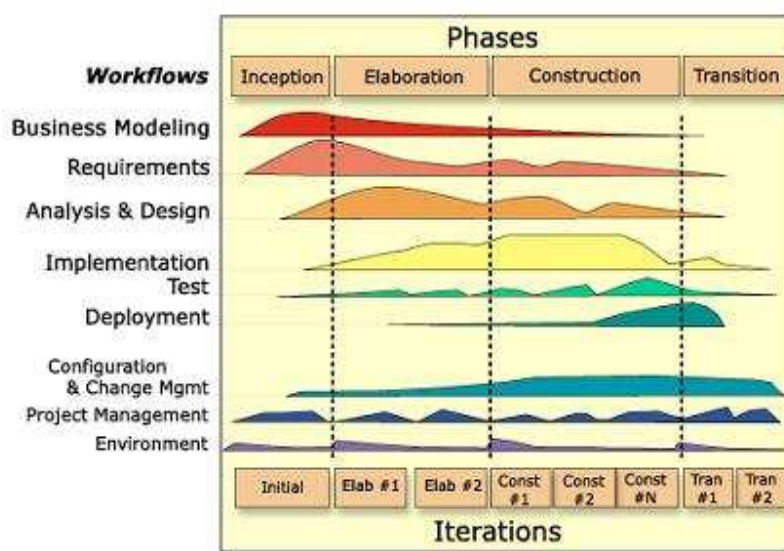 Phases
Workflows
Inception
Elaboration
Construction
Transition
Business Modeling
Requirements
Analysis & Design
Implementation
Test
Deployment
Configuration
& Change Mgmt
Project Management
Environment
Initial
Elab #1
Elab #2
Const
#1
Const
#2
Const
#N
Tran
#1
Tran
#2
Iterations